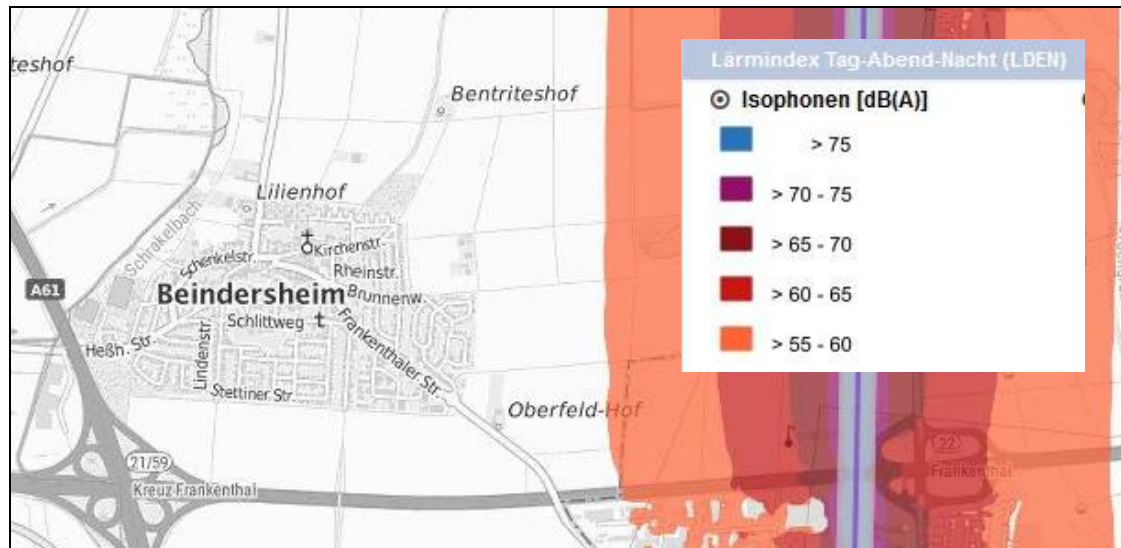 teshof
Bentriteshof
Lilienhof
Schrakelbach
Kirchenstr.
Schenkelstr.
Rheinstr.
A61
Beindersheim
Brunnenw.
Schlittweg
Frankenthaler Str.
Heßh. Str.
Lindenstr.
Stettiner Str.
Oberfeld-Hof
21/59
Kreuz Frankenthal
22
Frankenthal
Lärmindex Tag-Abend-Nacht (LDEN)
Isophonen [dB(A)]
> 75
> 70 - 75
> 65 - 70
> 60 - 65
> 55 - 60